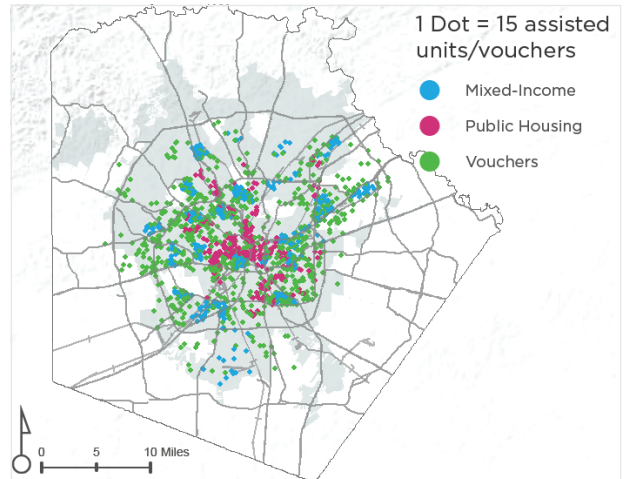 1 Dot = 15 assisted
units/vouchers
Mixed-Income
Public Housing
Vouchers
0 5 10 Miles